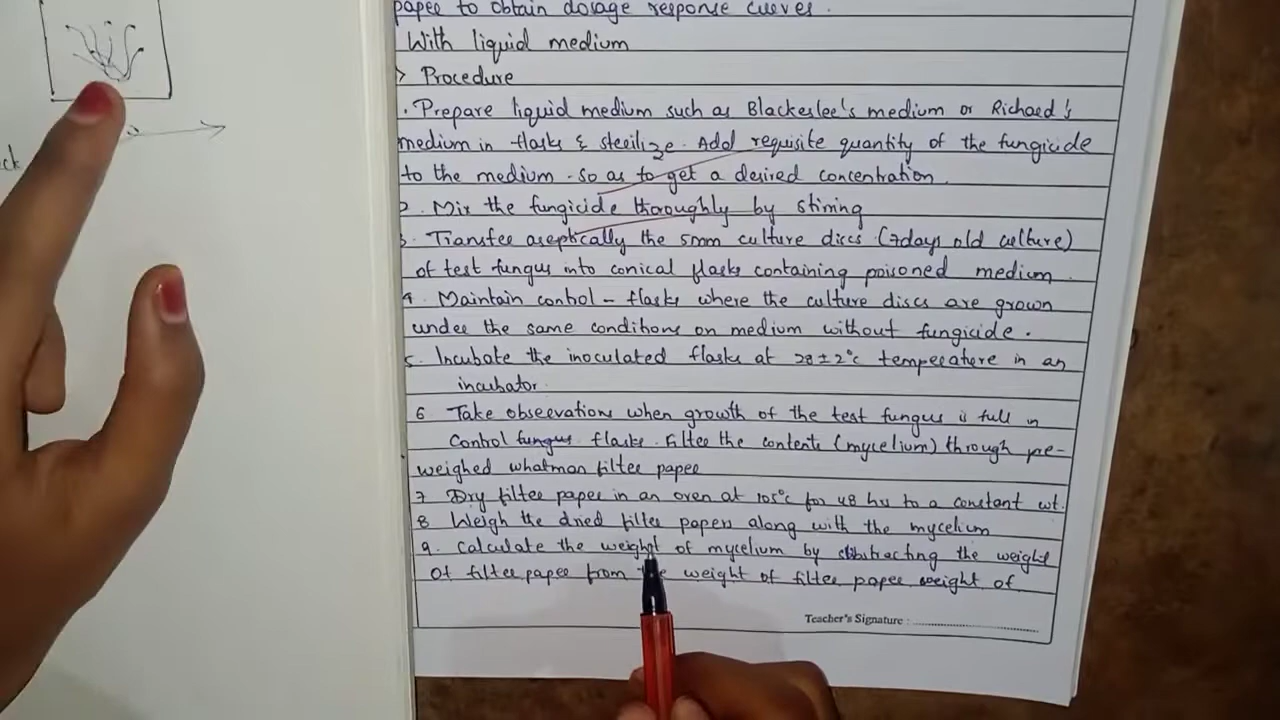 papee to obtain dosage response curves.
With liquid medium
> Procedure
. Prepare liquid medium such as Blackeslee's medium or Richard's
medium in flasks & sterilize. Add requisite quantity of the fungicide
to the medium so as to get a desired concentration.
2. Mix the fungicide thoroughly by stirring
3. Transfer aseptically the 5mm culture discs (7days old culture)
of test fungus into conical flasks containing poisoned medium.
4. Maintain control - flasks where the culture discs are grown
under the same conditions on medium without fungicide.
5. Incubate the inoculated flasks at 28±2°c temperature in an
incubator.
6 Take observations when growth of the test fungus is full in
Control fungus flasks. Filter the contents (mycelium) through pre-
weighed whatman filter paper
7 Dry filter paper in an oven at 105°c for 48 hrs to a constant wt.
8 Weigh the dried filter papers along with the mycelium
9. Calculate the weight of mycelium by subtracting the weight
Of filter paper from the weight of filter paper weight of
Teacher's Signature :
ck